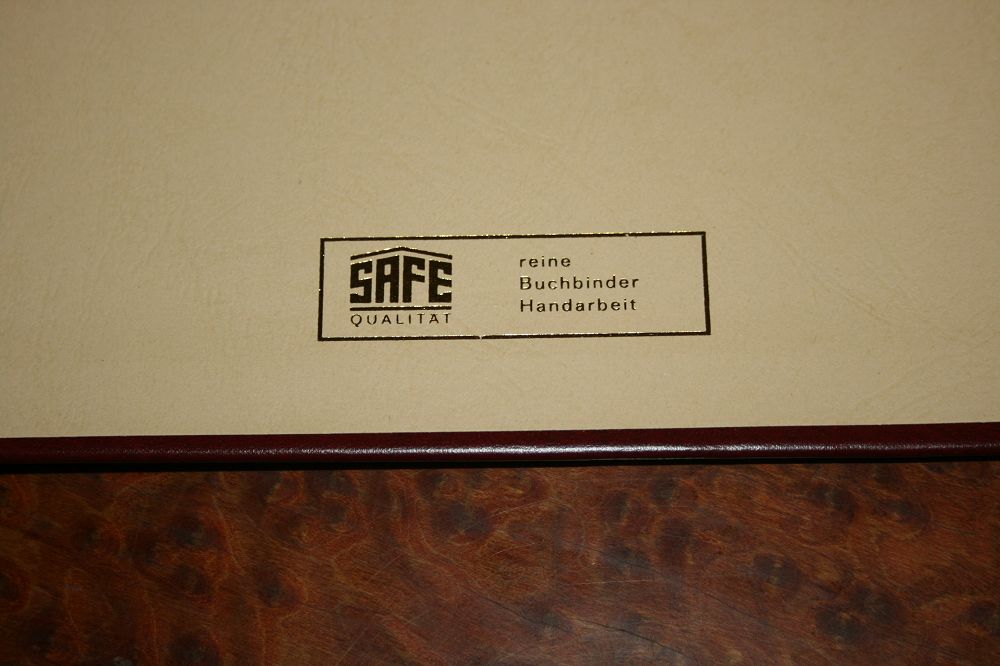 SAFE
QUALITÄT
reine
Buchbinder
Handarbeit